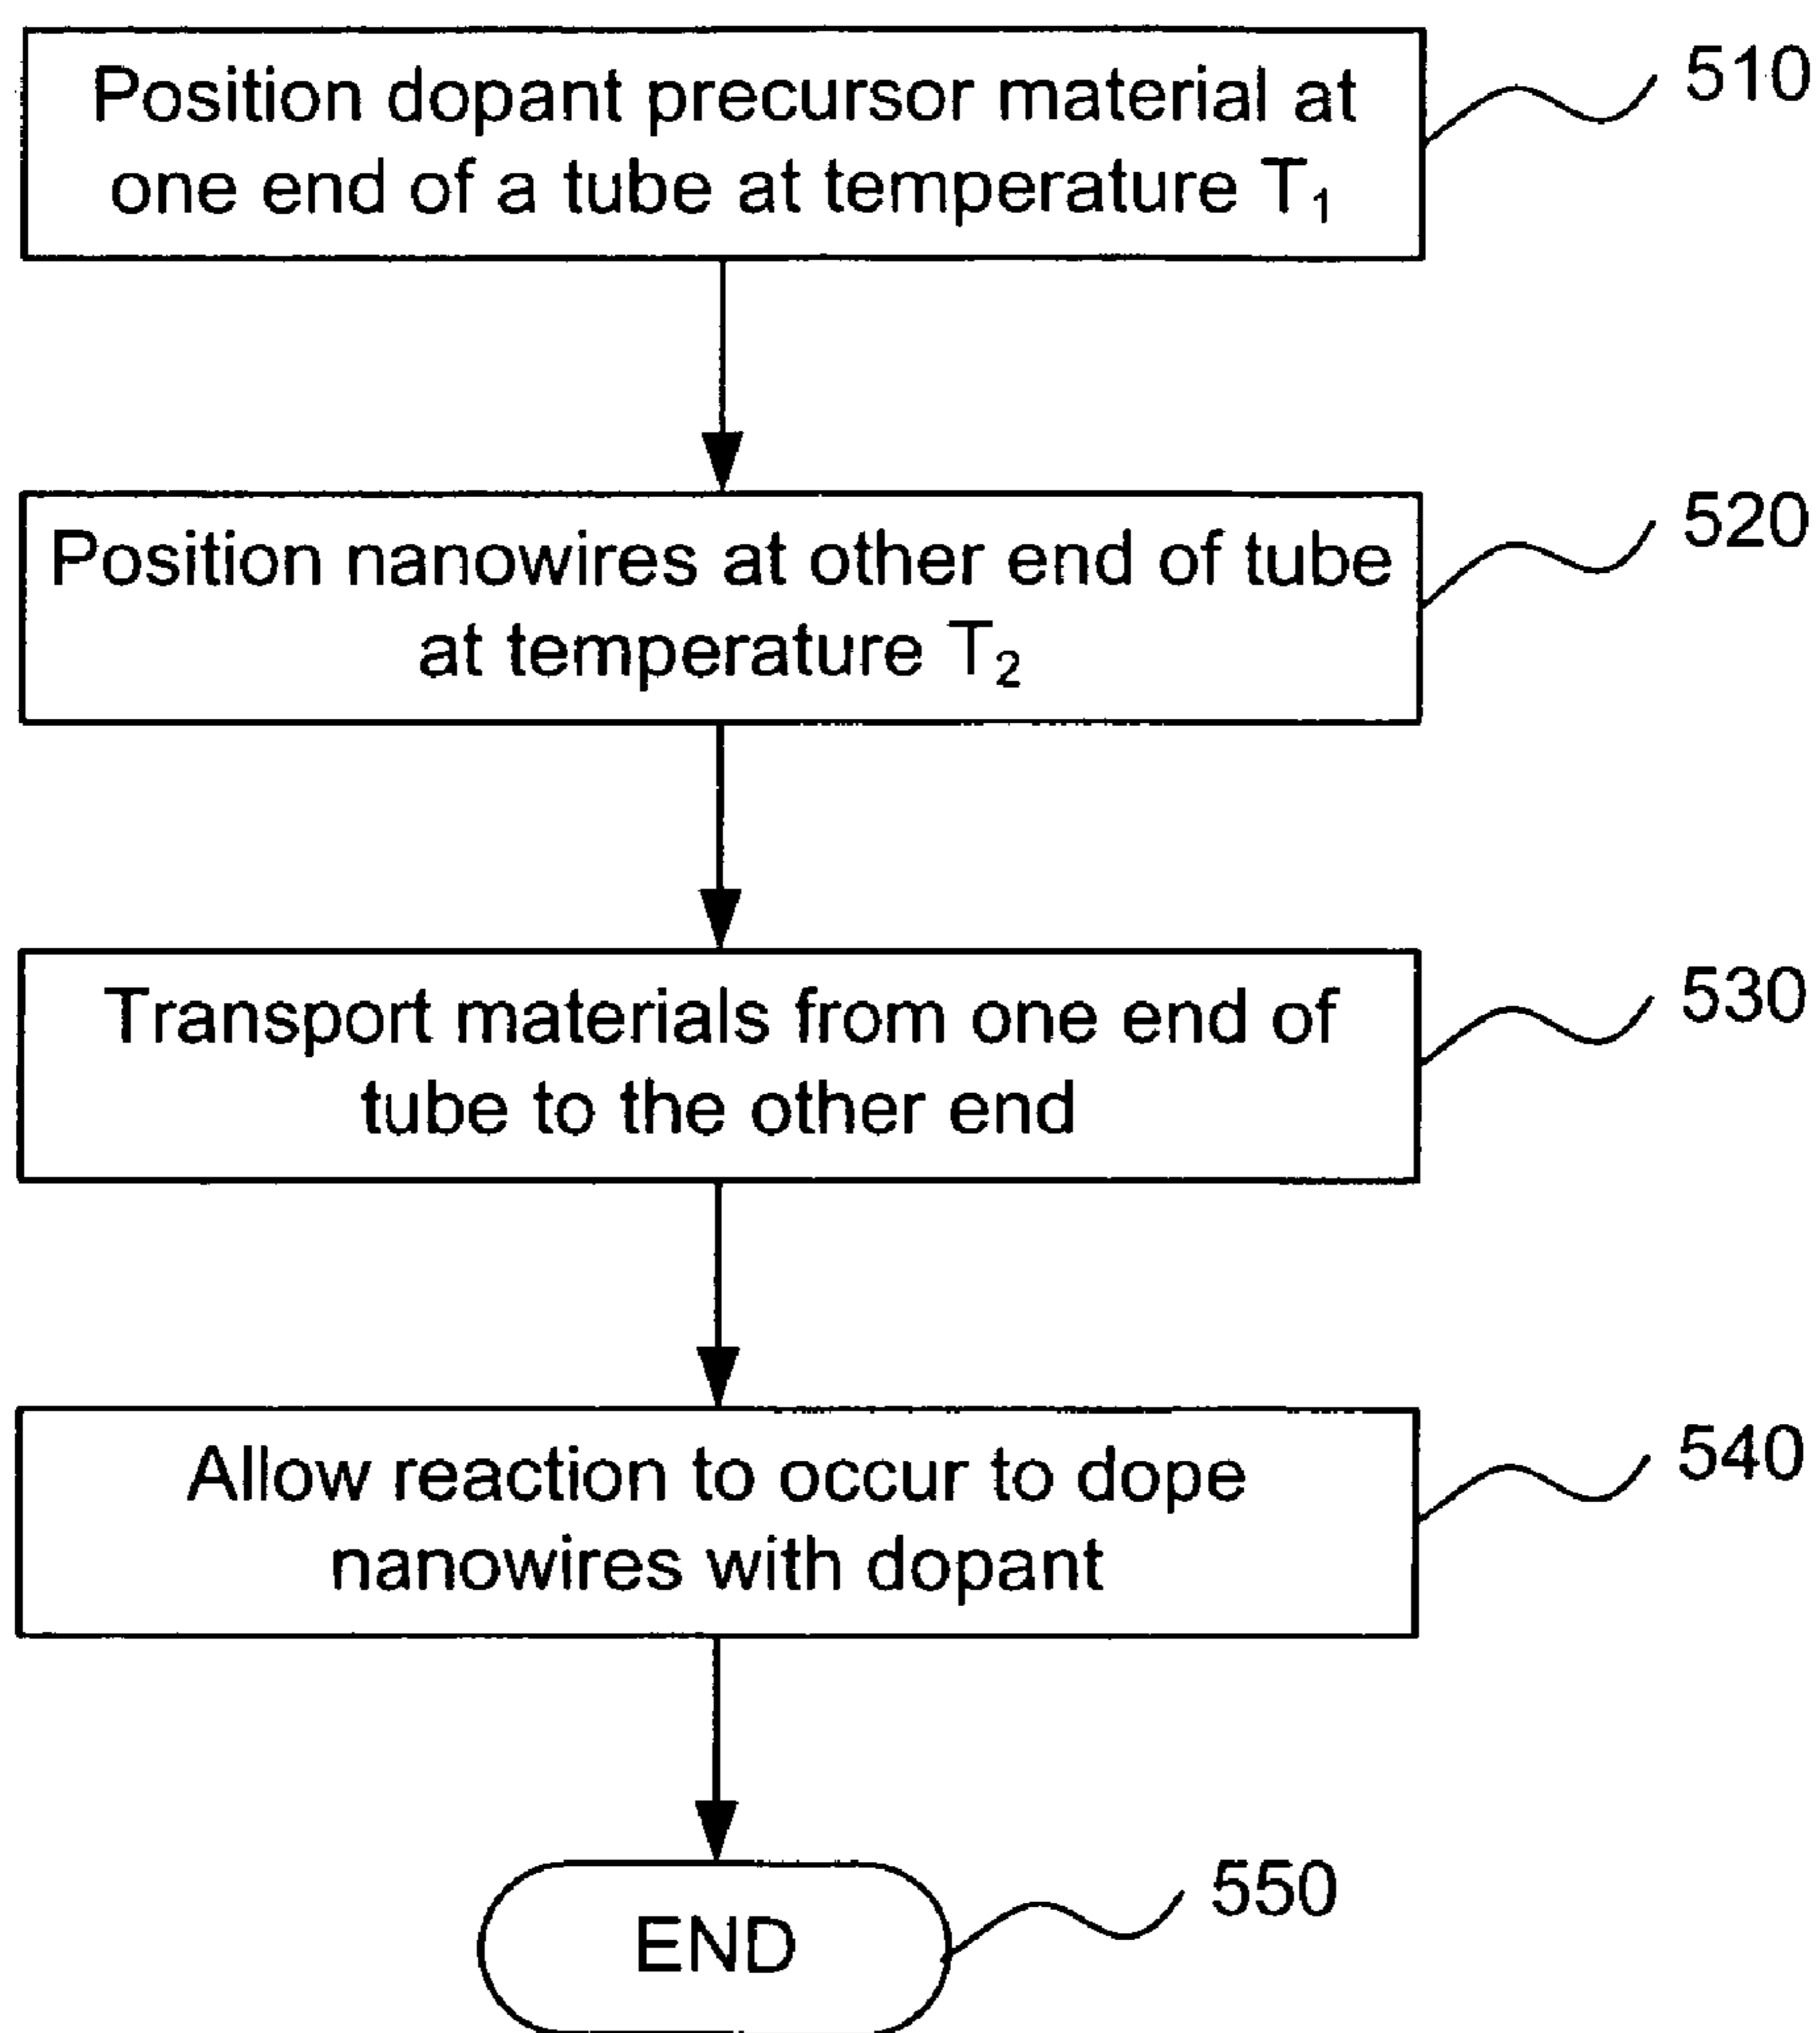 Position dopant precursor material at
one end of a tube at temperature T₁
510
Position nanowires at other end of tube
at temperature T₂
520
Transport materials from one end of
tube to the other end
530
Allow reaction to occur to dope
nanowires with dopant
540
END
550